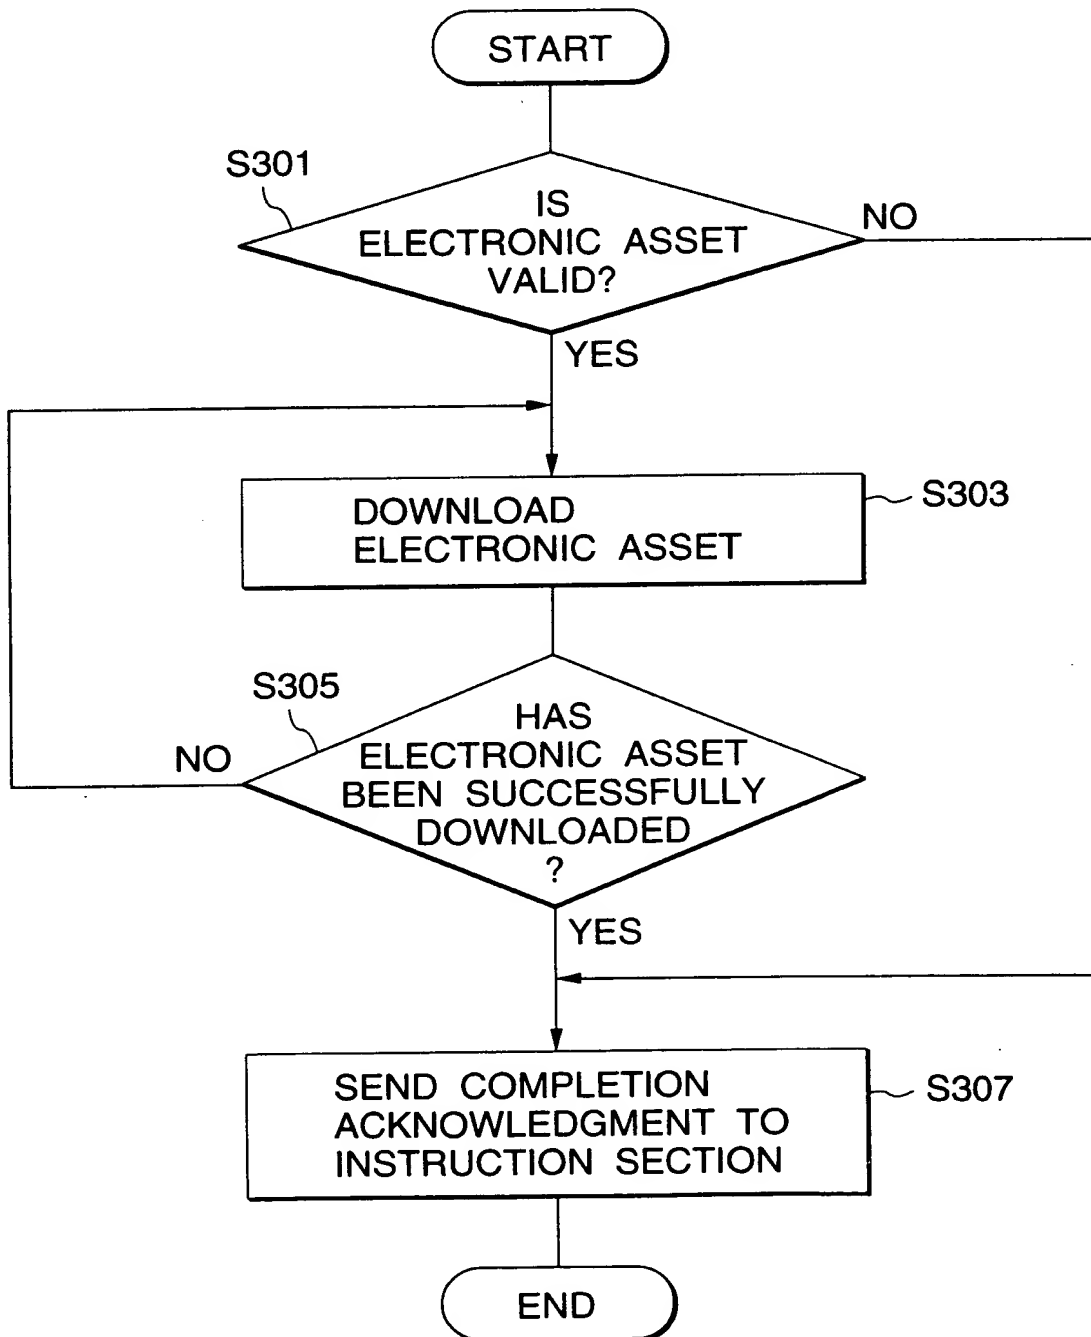 START
S301
IS
ELECTRONIC ASSET
VALID?
NO
YES
DOWNLOAD
ELECTRONIC ASSET
S303
S305
HAS
ELECTRONIC ASSET
BEEN SUCCESSFULLY
DOWNLOADED
?
NO
YES
SEND COMPLETION
ACKNOWLEDGMENT TO
INSTRUCTION SECTION
S307
END